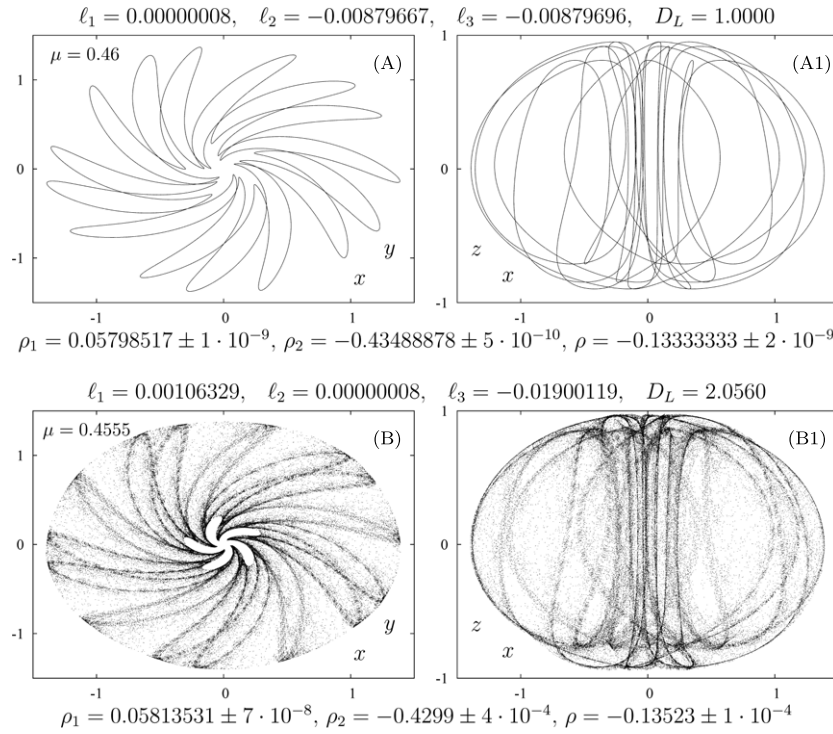 ℓ₁ = 0.00000008, ℓ₂ = −0.00879667, ℓ₃ = −0.00879696, D_L = 1.0000
1
0
-1
μ = 0.46
(A)
y
x
-1 0 1
1
0
-1
(A1)
z
x
-1 0 1
ρ₁ = 0.05798517 ± 1 · 10⁻⁹, ρ₂ = −0.43488878 ± 5 · 10⁻¹⁰, ρ = −0.13333333 ± 2 · 10⁻⁹
ℓ₁ = 0.00106329, ℓ₂ = 0.00000008, ℓ₃ = −0.01900119, D_L = 2.0560
1
0
-1
μ = 0.4555
(B)
y
x
-1 0 1
1
0
-1
(B1)
z
x
-1 0 1
ρ₁ = 0.05813531 ± 7 · 10⁻⁸, ρ₂ = −0.4299 ± 4 · 10⁻⁴, ρ = −0.13523 ± 1 · 10⁻⁴